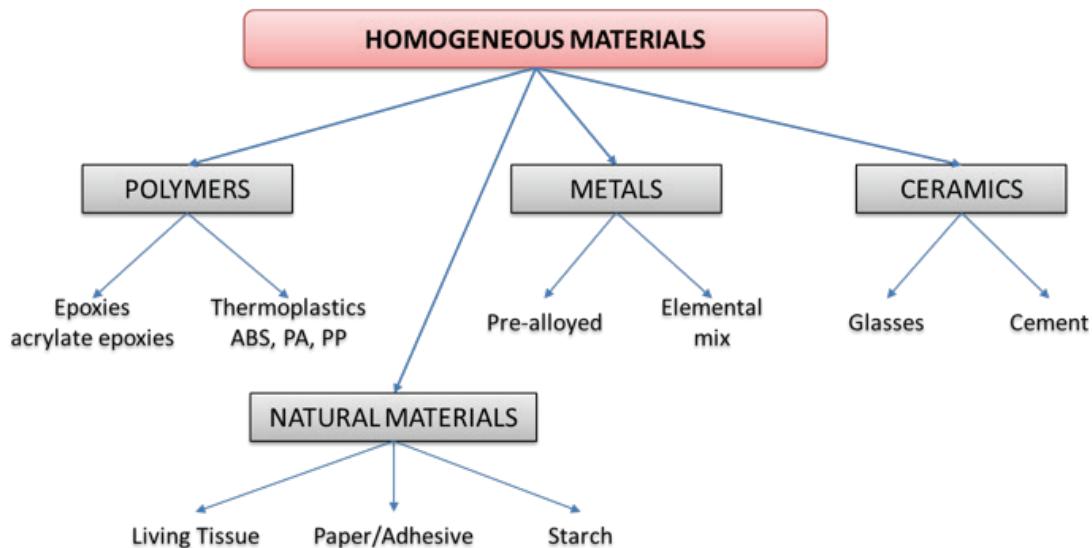 HOMOGENEOUS MATERIALS
POLYMERS
METALS
CERAMICS
Epoxies
acrylate epoxies
Thermoplastics
ABS, PA, PP
Pre-alloyed
Elemental
mix
Glasses
Cement
NATURAL MATERIALS
Living Tissue
Paper/Adhesive
Starch